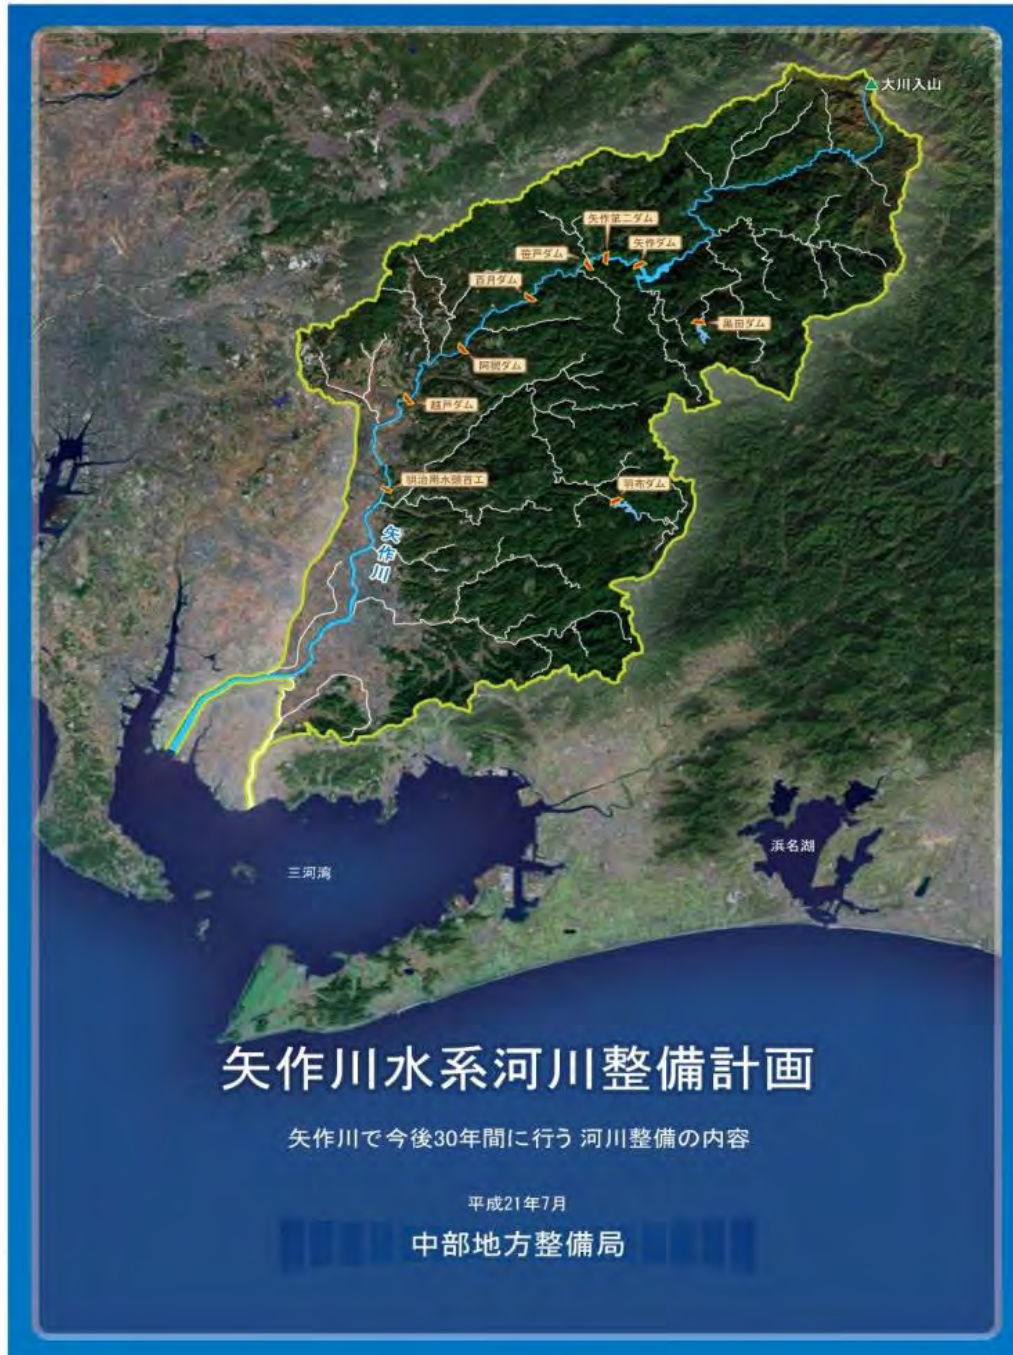 大川入山
矢作第二ダム
笹戸ダム
矢作ダム
百月ダム
黒田ダム
阿摺ダム
越戸ダム
明治用水頭首工
羽布ダム
矢作川
三河湾
浜名湖
矢作川水系河川整備計画
矢作川で今後30年間に行う 河川整備の内容
平成21年7月
中部地方整備局